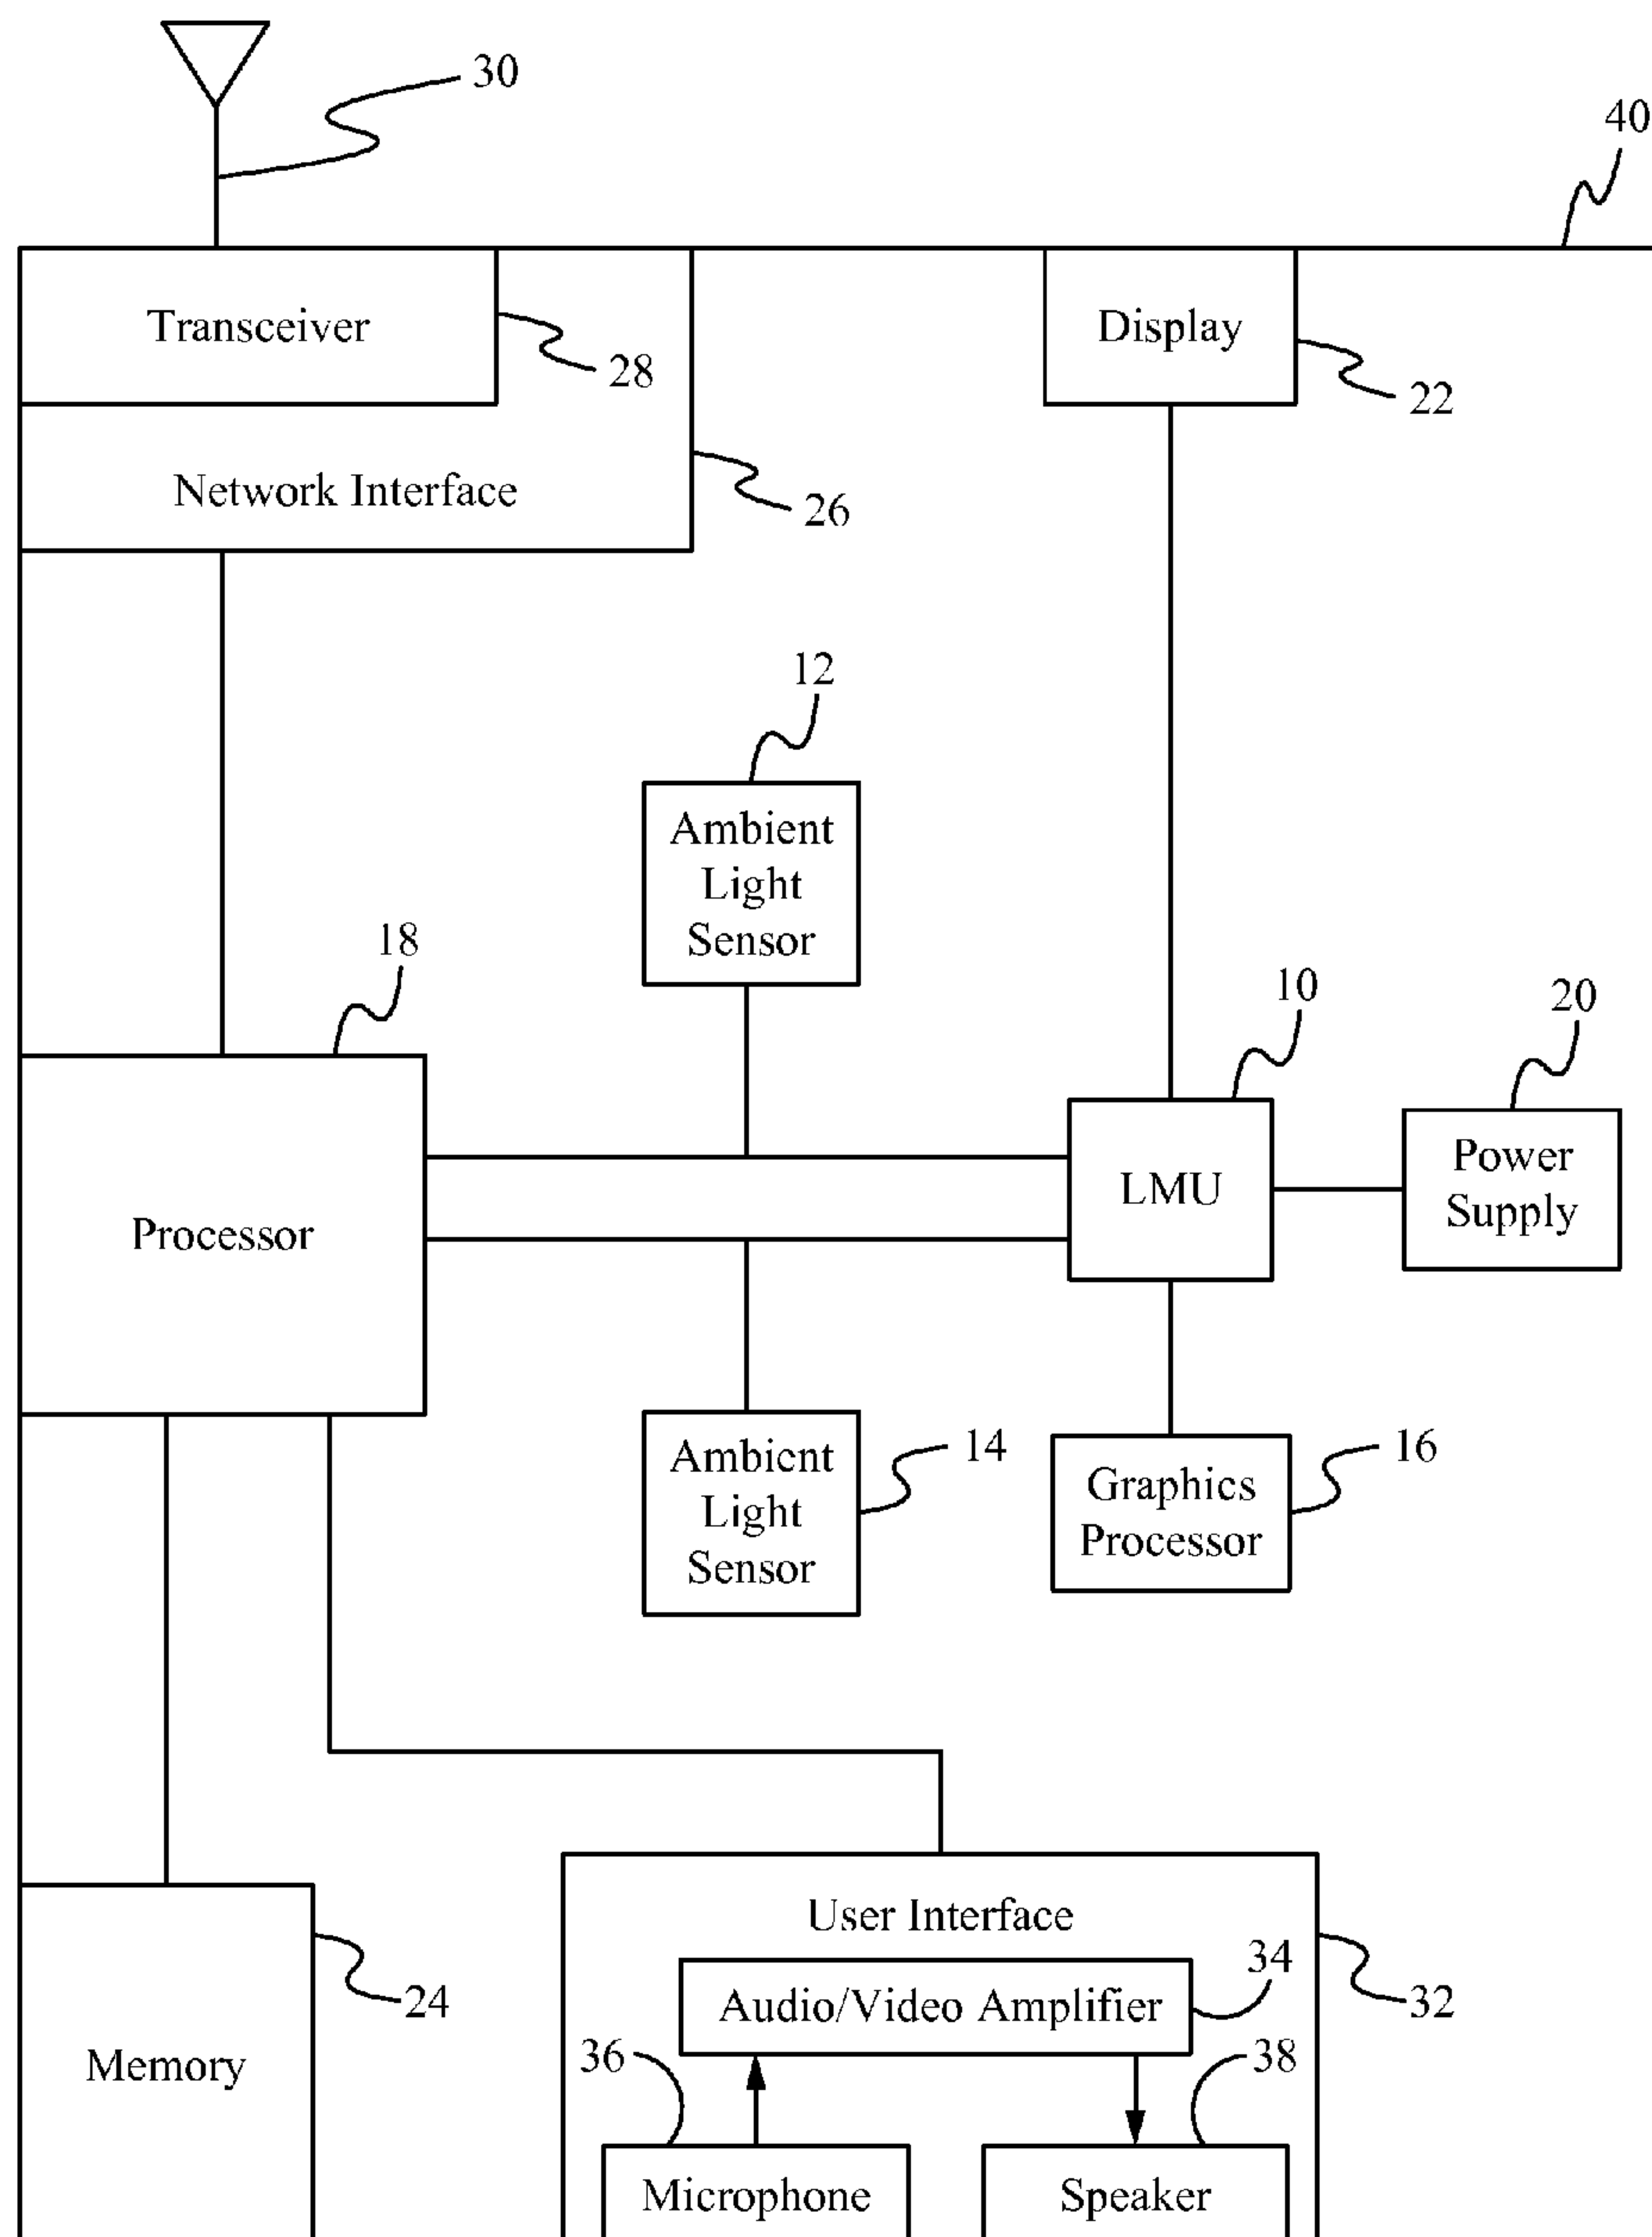 30
40
Transceiver
28
Display
22
Network Interface
26
12
Ambient
Light
Sensor
18
10
20
Processor
LMU
Power
Supply
Ambient
Light
Sensor
14
Graphics
Processor
16
User Interface
34
Audio/Video Amplifier
24
32
36
38
Memory
Microphone
Speaker